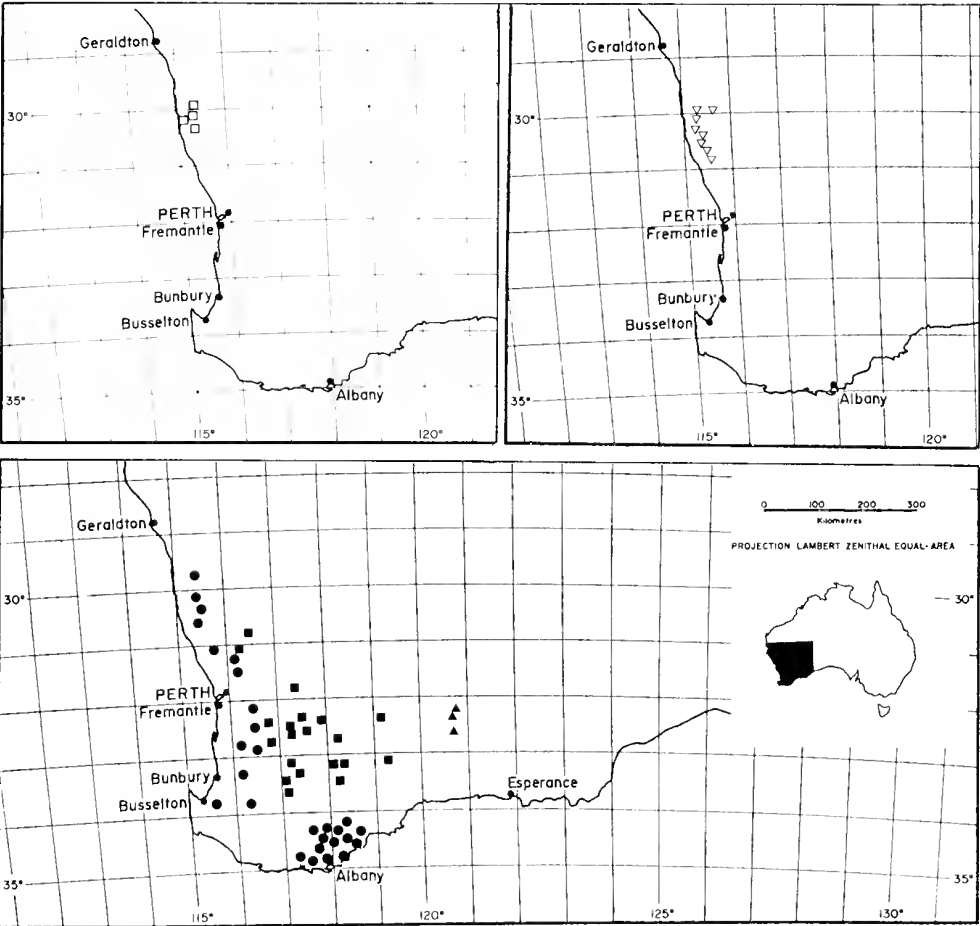 Geraldton
30°
PERTH
Fremantle
Bunbury
Busselton
Albany
35°
115°
120°
Geraldton
30°
PERTH
Fremantle
Bunbury
Busselton
Albany
35°
115°
120°
0 100 200 300
Kilometres
PROJECTION LAMBERT ZENITHAL EQUAL-AREA
Geraldton
30°
30°
PERTH
Fremantle
Bunbury
Busselton
Esperance
Albany
35°
35°
115°
120°
125°
130°